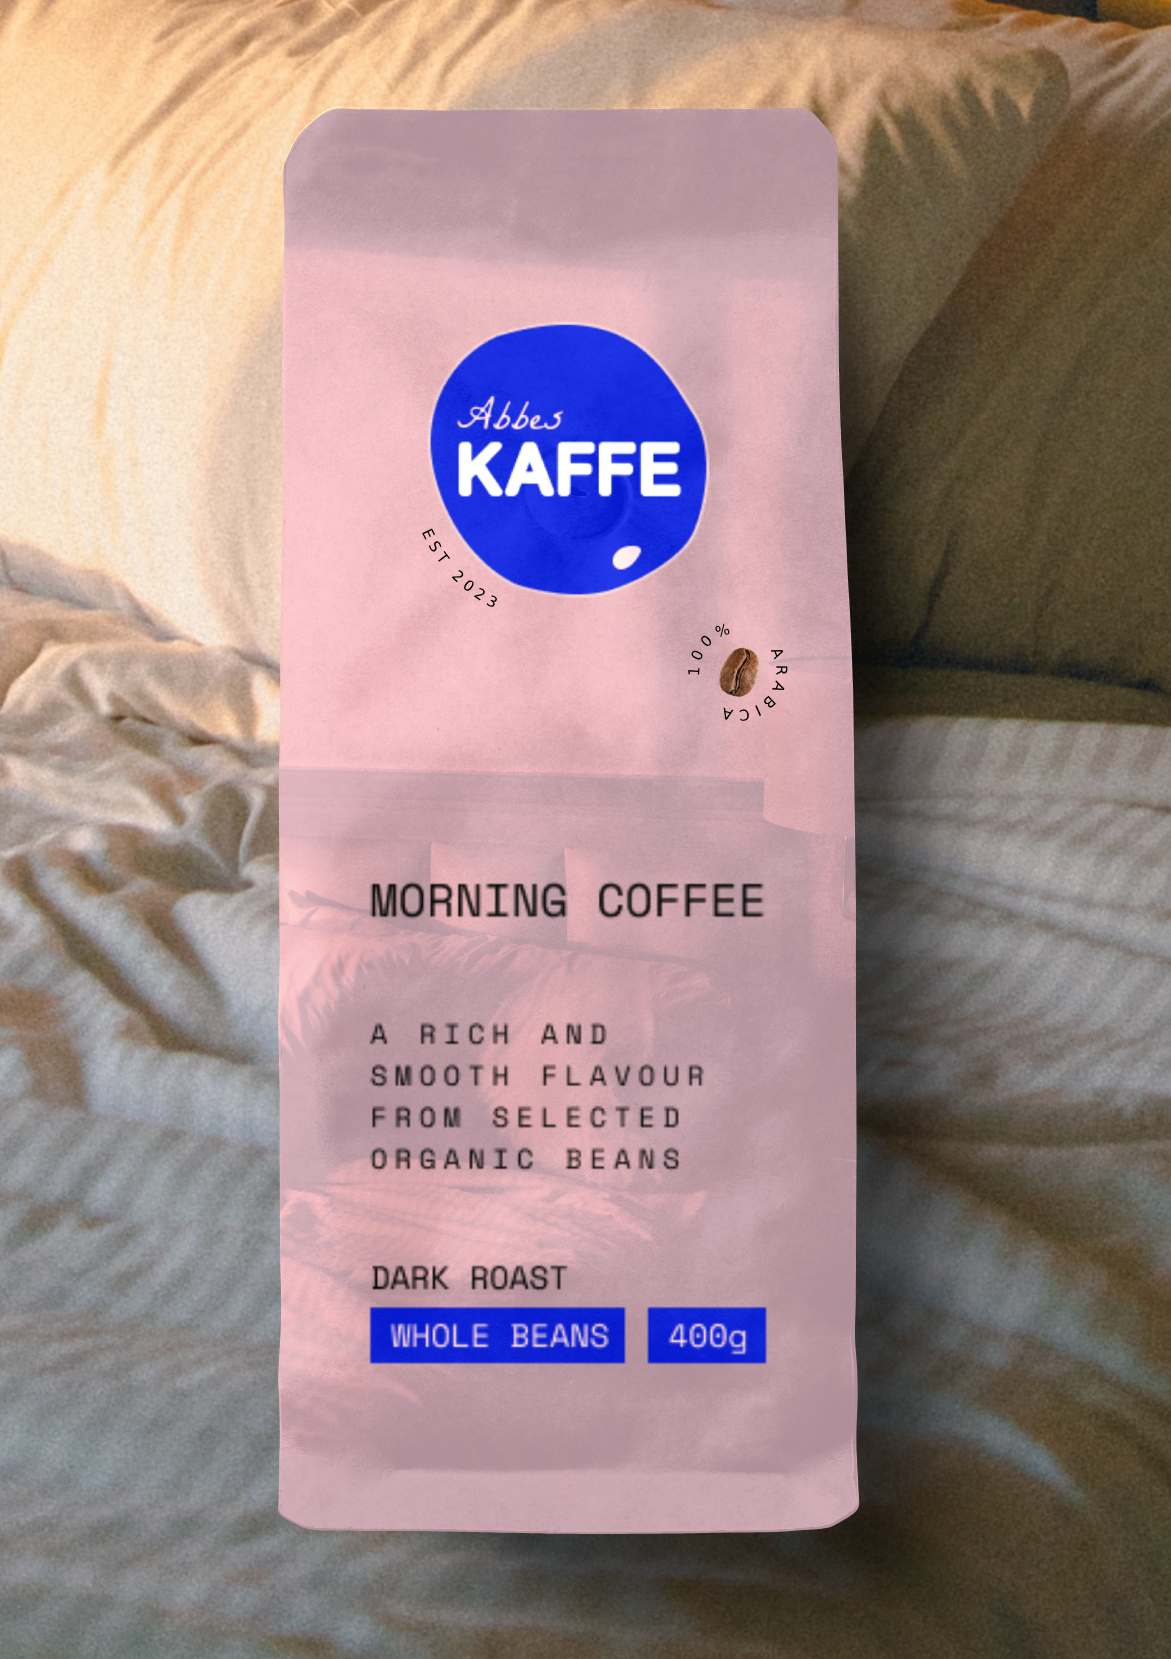 Abbes
KAFFE
EST 2023
100% ARABICA
MORNING COFFEE
A RICH AND
SMOOTH FLAVOUR
FROM SELECTED
ORGANIC BEANS
DARK ROAST
WHOLE BEANS 400g